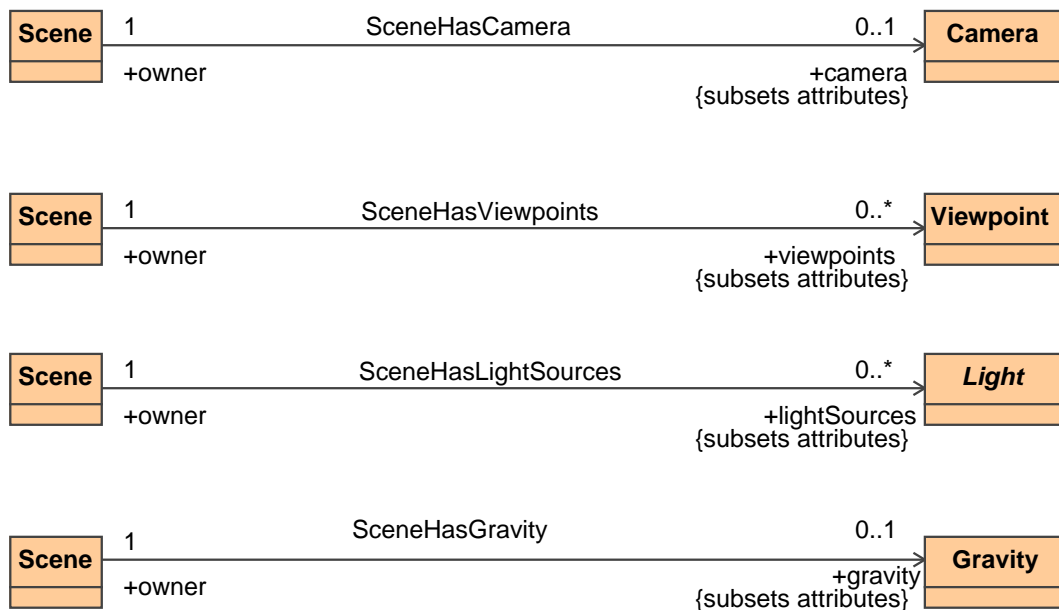 Scene 1 SceneHasCamera 0..1 Camera
+owner +camera
{subsets attributes}
Scene 1 SceneHasViewpoints 0..* Viewpoint
+owner +viewpoints
{subsets attributes}
Scene 1 SceneHasLightSources 0..* Light
+owner +lightSources
{subsets attributes}
Scene 1 SceneHasGravity 0..1 Gravity
+owner +gravity
{subsets attributes}